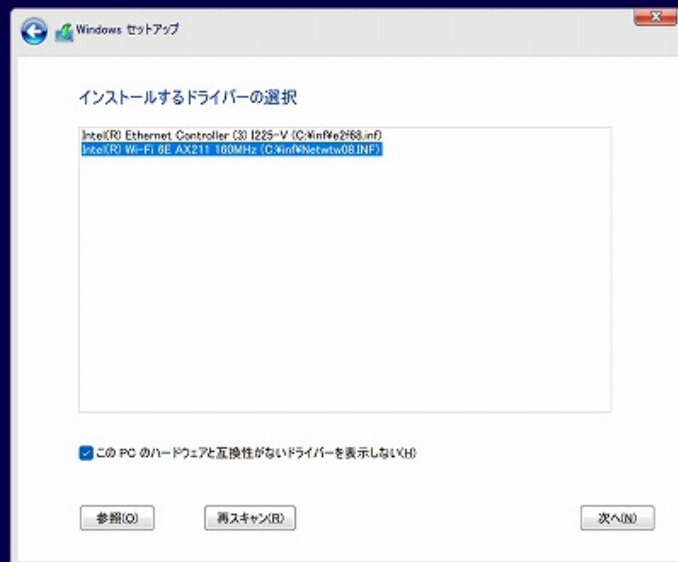 Windows セットアップ
インストールするドライバーの選択
Intel(R) Ethernet Controller (3) I225-V (C:¥inf¥e2f68.inf)
Intel(R) Wi-Fi 6E AX211 160MHz (C:¥inf¥Netwtw08.INF)
この PC のハードウェアと互換性がないドライバーを表示しない(H)
参照(O)
再スキャン(R)
次へ(N)